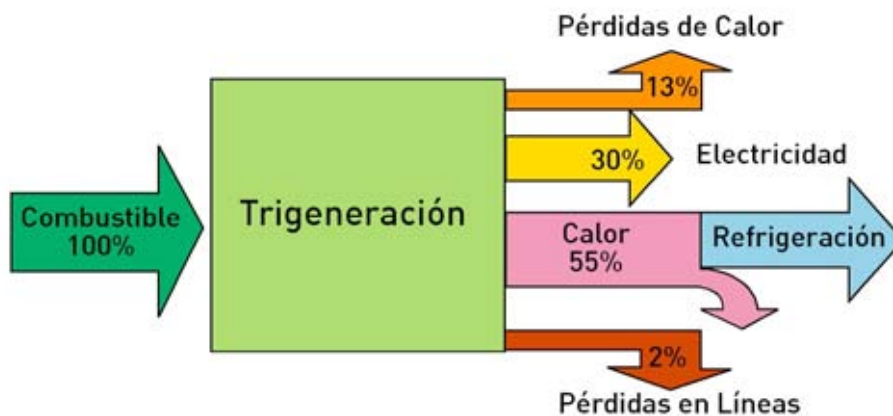 Pérdidas de Calor
13%
30%
Electricidad
Combustible
100%
Trigeneración
Calor
55%
Refrigeración
2%
Pérdidas en Líneas